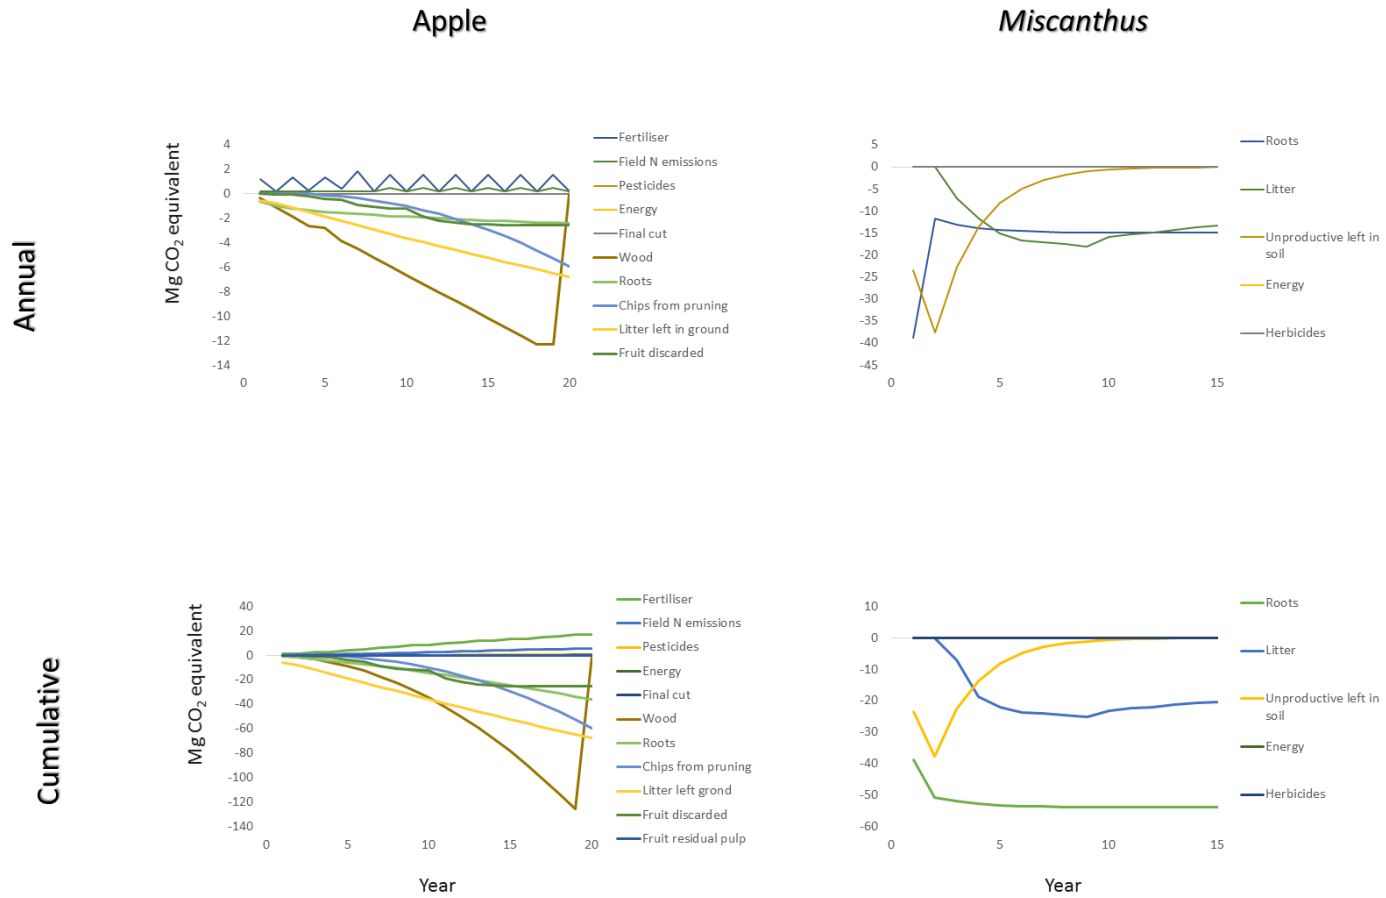 Apple
Miscanthus
Annual
Mg CO2 equivalent
4
2
0
-2
-4
-6
-8
-10
-12
-14
0
5
10
15
20
Fertiliser
Field N emissions
Pesticides
Energy
Final cut
Wood
Roots
Chips from pruning
Litter left in ground
Fruit discarded
5
0
-5
-10
-15
-20
-25
-30
-35
-40
-45
0
5
10
15
Roots
Litter
Unproductive left in
soil
Energy
Herbicides
Cumulative
Mg CO2 equivalent
40
20
0
-20
-40
-60
-80
-100
-120
-140
0
5
10
15
20
Year
Fertiliser
Field N emissions
Pesticides
Energy
Final cut
Wood
Roots
Chips from pruning
Litter left grond
Fruit discarded
Fruit residual pulp
10
0
-10
-20
-30
-40
-50
-60
0
5
10
15
Year
Roots
Litter
Unproductive left in
soil
Energy
Herbicides